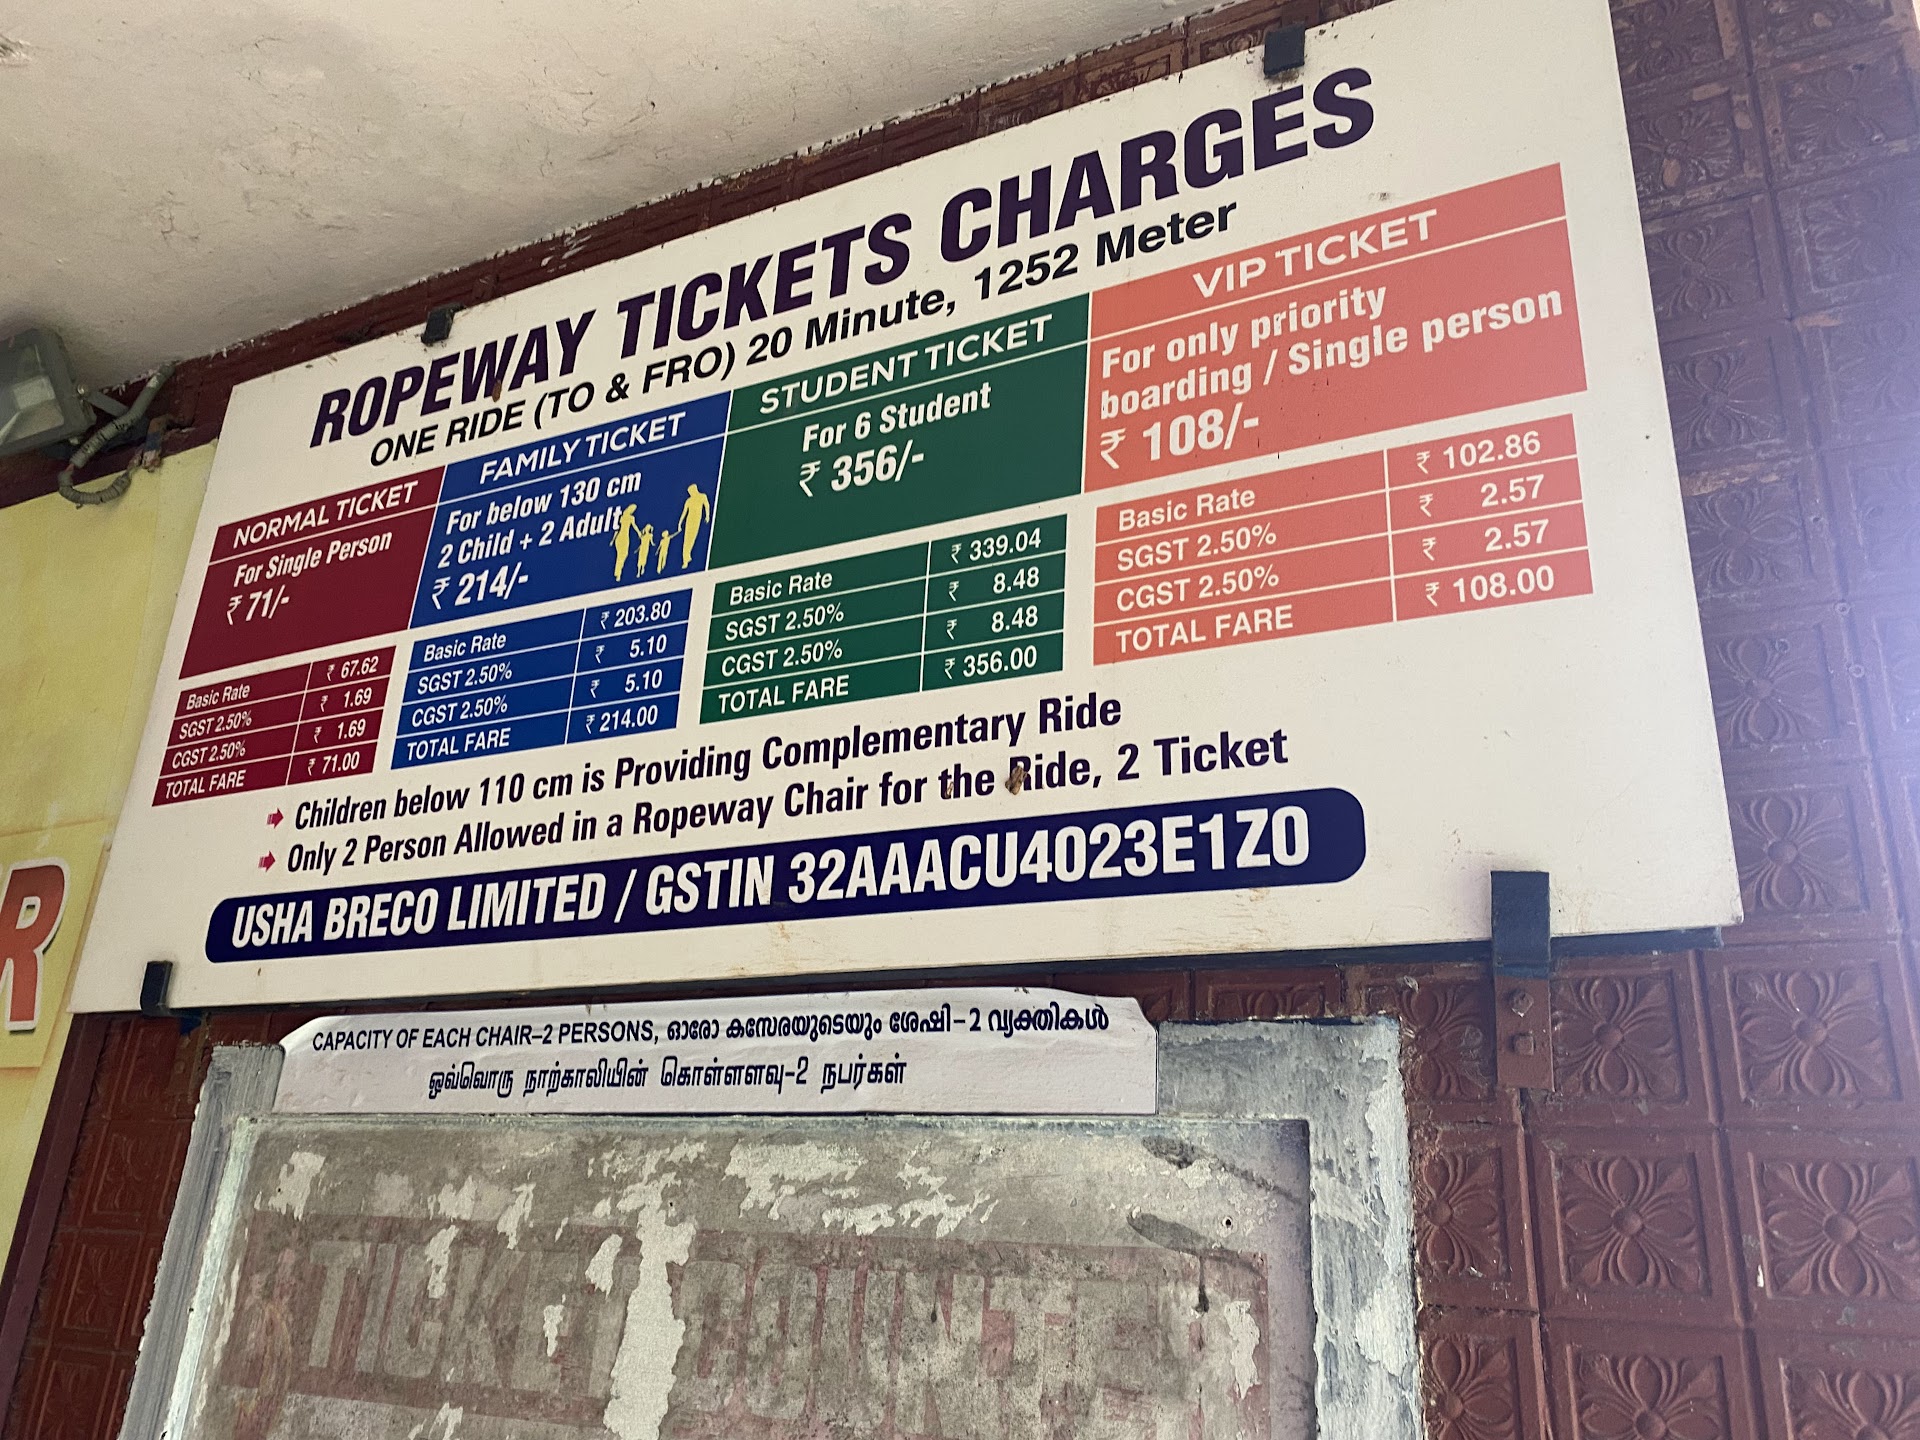 ROPEWAY TICKETS CHARGES
ONE RIDE (TO & FRO) 20 Minute, 1252 Meter
NORMAL TICKET
For Single Person
₹ 71/-
Basic Rate ₹ 67.62
SGST 2.50% ₹ 1.69
CGST 2.50% ₹ 1.69
TOTAL FARE ₹ 71.00
FAMILY TICKET
For below 130 cm
2 Child + 2 Adult
₹ 214/-
Basic Rate ₹ 203.80
SGST 2.50% ₹ 5.10
CGST 2.50% ₹ 5.10
TOTAL FARE ₹ 214.00
STUDENT TICKET
For 6 Student
₹ 356/-
Basic Rate ₹ 339.04
SGST 2.50% ₹ 8.48
CGST 2.50% ₹ 8.48
TOTAL FARE ₹ 356.00
VIP TICKET
For only priority
boarding / Single person
₹ 108/-
Basic Rate ₹ 102.86
SGST 2.50% ₹ 2.57
CGST 2.50% ₹ 2.57
TOTAL FARE ₹ 108.00
Children below 110 cm is Providing Complementary Ride
Only 2 Person Allowed in a Ropeway Chair for the Ride, 2 Ticket
USHA BRECO LIMITED / GSTIN 32AAACU4023E1Z0
R
CAPACITY OF EACH CHAIR–2 PERSONS, ഓരോ കസേരയുടെയും ശേഷി–2 വ്യക്തികൾ
ஒவ்வொரு நாற்காலியின் கொள்ளளவு-2 நபர்கள்
TICKET COUNTER